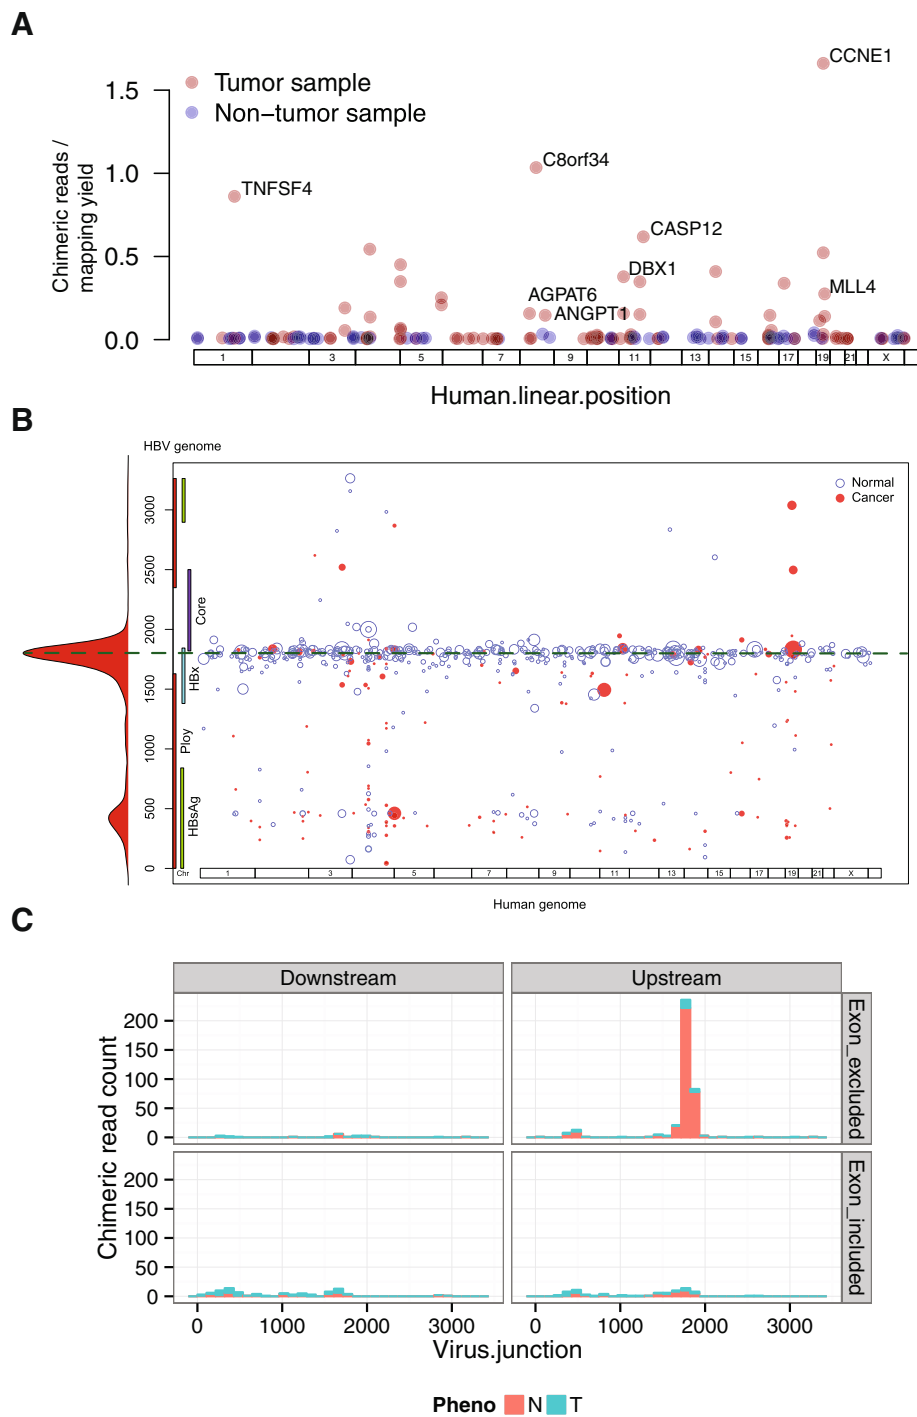 A
CCNE1
Tumor sample
1.5
Non−tumor sample
C8orf34
1.0
TNFSF4
Chimeric reads /
mapping yield
CASP12
0.5
DBX1
MLL4
AGPAT6
ANGPT1
0.0
1 3 5 7 9 11 13 15 17 19 21 X
Human.linear.position
B
HBV genome
Normal
Cancer
3000
2500
2000
1500
1000
500
0
Core
HBx
Ploy
HBsAg
Chr 1 3 5 7 9 11 13 15 17 19 21 X
Human genome
C
Downstream Upstream
Chimeric read count
200
150
100
50
0
Exon_excluded
200
150
100
50
0
Exon_included
0 1000 2000 3000 0 1000 2000 3000
Virus.junction
Pheno N T